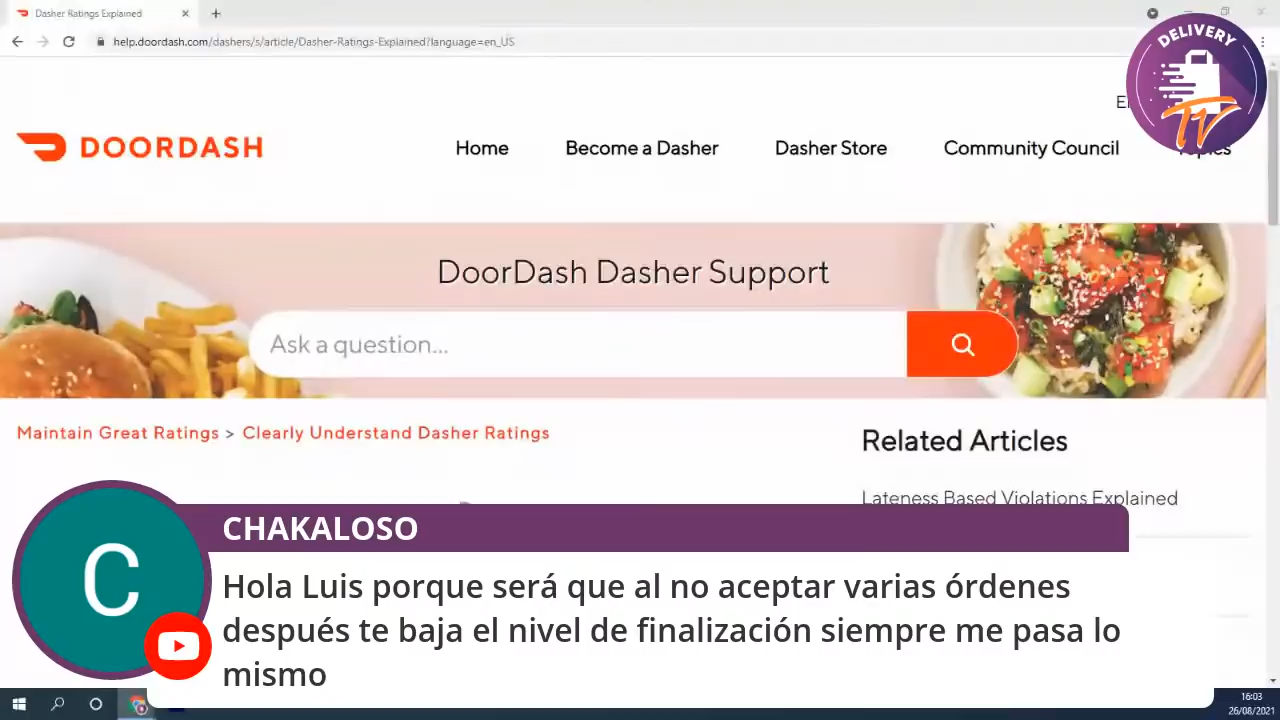 Dasher Ratings Explained
help.doordash.com/dashers/s/article/Dasher-Ratings-Explained?language=en_US
DELIVERY
TV
DOORDASH
Home
Become a Dasher
Dasher Store
Community Council
Topics
DoorDash Dasher Support
Ask a question...
Maintain Great Ratings > Clearly Understand Dasher Ratings
Related Articles
Lateness Based Violations Explained
C
CHAKALOSO
Hola Luis porque será que al no aceptar varias órdenes
después te baja el nivel de finalización siempre me pasa lo
mismo
16:03
26/08/2021